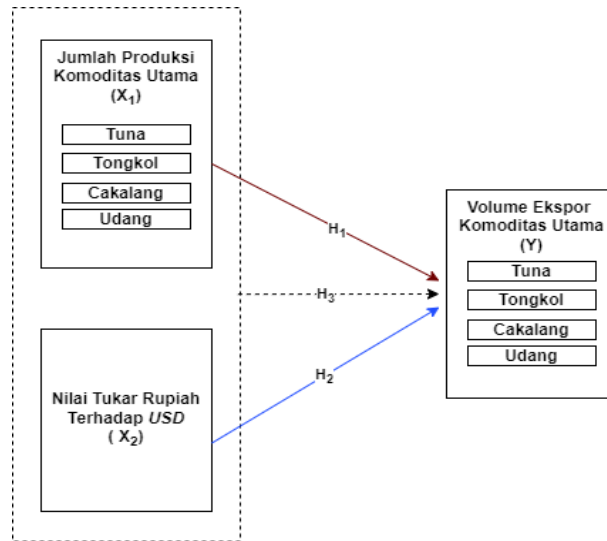 Jumlah Produksi
Komoditas Utama
(X₁)
Tuna
Tongkol
Cakalang
Udang
H₁
Volume Ekspor
Komoditas Utama
(Y)
Tuna
Tongkol
Cakalang
Udang
H₃
Nilai Tukar Rupiah
Terhadap USD
( X₂)
H₂